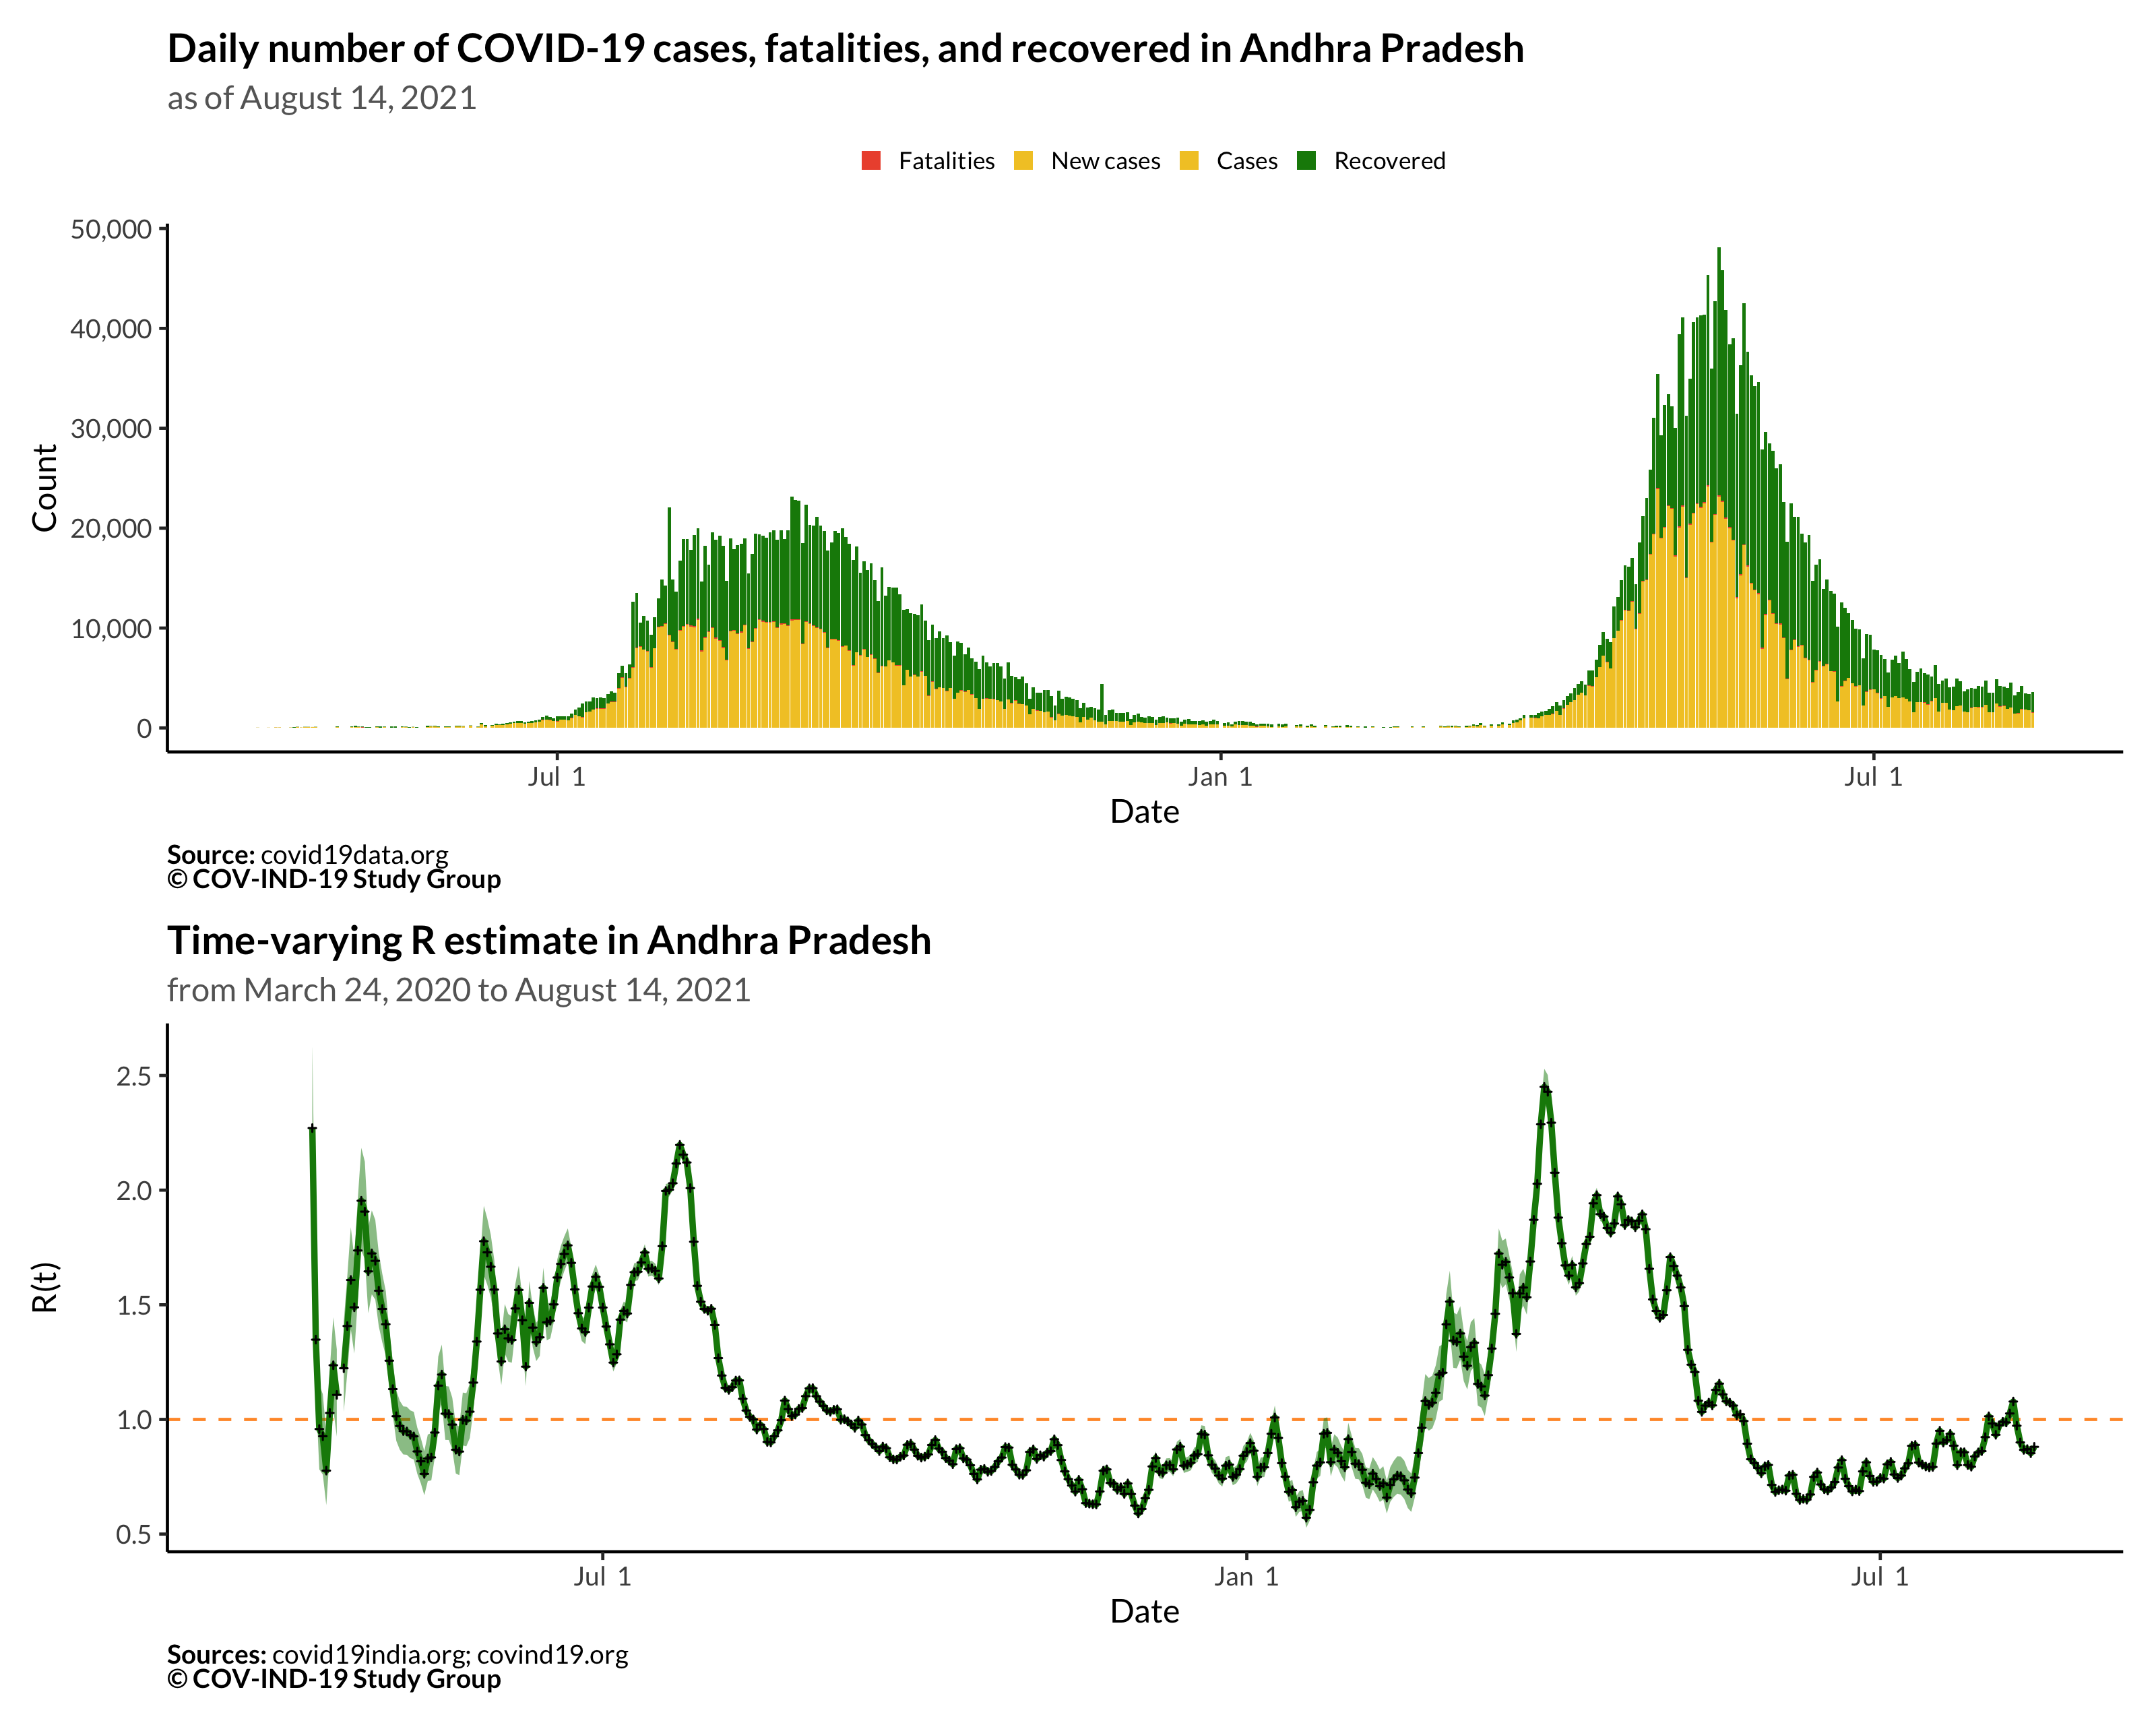 Daily number of COVID-19 cases, fatalities, and recovered in Andhra Pradesh
as of August 14, 2021
Fatalities New cases Cases Recovered
50,000
40,000
30,000
20,000
10,000
0
Count
Jul 1 Jan 1 Jul 1
Date
Source: covid19data.org
© COV-IND-19 Study Group
Time-varying R estimate in Andhra Pradesh
from March 24, 2020 to August 14, 2021
2.5
2.0
1.5
1.0
0.5
R(t)
Jul 1 Jan 1 Jul 1
Date
Sources: covid19india.org; covind19.org
© COV-IND-19 Study Group